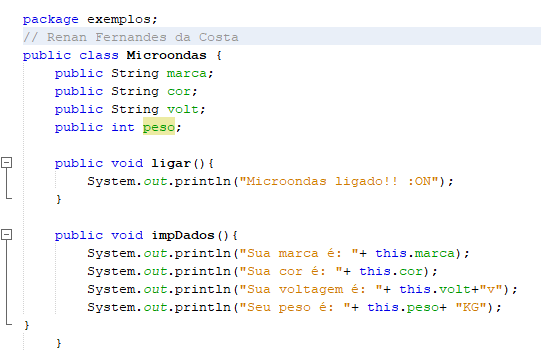 package exemplos;
// Renan Fernandes da Costa
public class Microondas {
    public String marca;
    public String cor;
    public String volt;
    public int peso;

    public void ligar(){
        System.out.println("Microondas ligado!! :ON");
    }

    public void impDados(){
        System.out.println("Sua marca é: "+ this.marca);
        System.out.println("Sua cor é: "+ this.cor);
        System.out.println("Sua voltagem é: "+ this.volt+"v");
        System.out.println("Seu peso é: "+ this.peso+ "KG");
}
    }